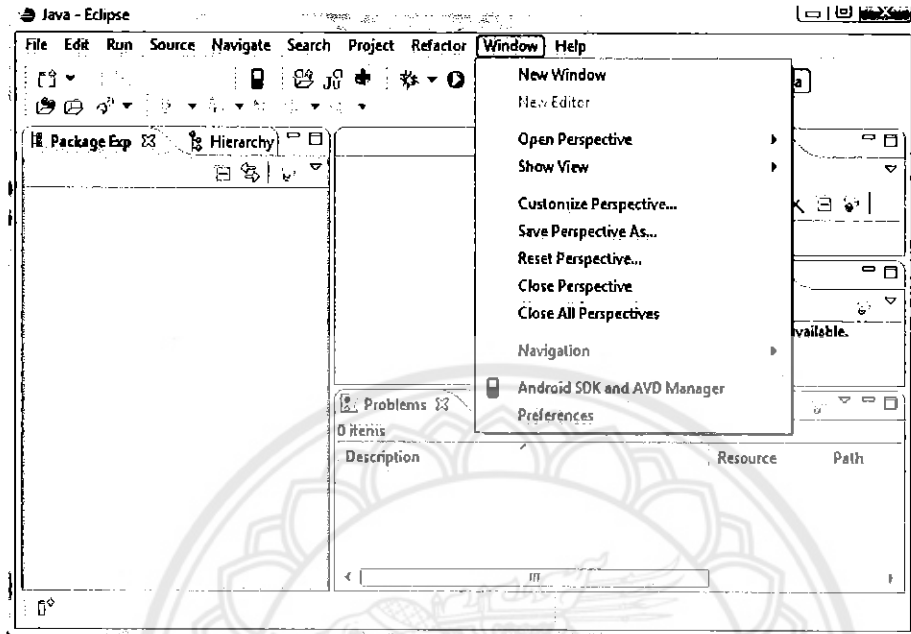 Java - Eclipse
File Edit Run Source Navigate Search Project Refactor Window Help
New Window
New Editor
Package Exp Hierarchy
Open Perspective
Show View
Customize Perspective...
Save Perspective As...
Reset Perspective...
Close Perspective
Close All Perspectives
Navigation
Android SDK and AVD Manager
Preferences
Problems
0 items
Description Resource Path